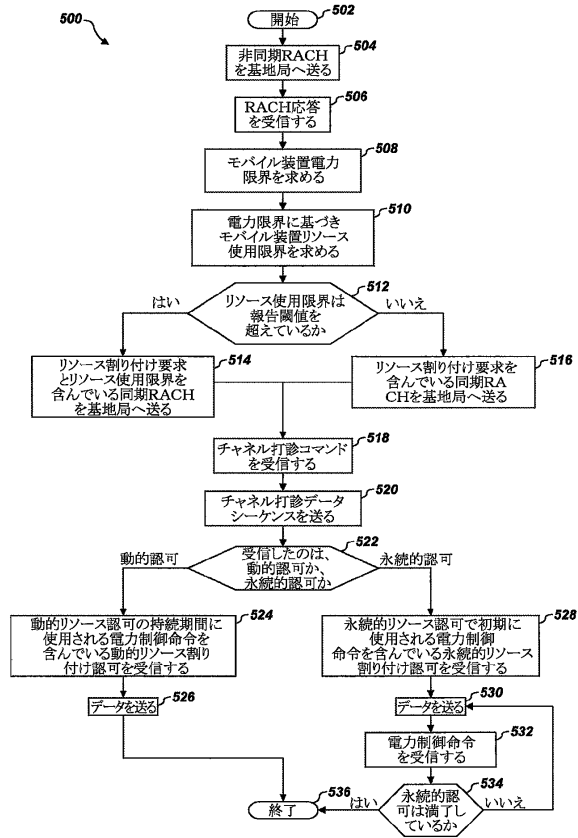 500
開始
502
非同期RACH
を基地局へ送る
504
RACH応答
を受信する
506
モバイル装置電力
限界を求める
508
電力限界に基づき
モバイル装置リソース
使用限界を求める
510
はい
リソース使用限界は
報告閾値を
超えているか
512
いいえ
リソース割り付け要求
とリソース使用限界を
含んでいる同期RACH
を基地局へ送る
514
リソース割り付け要求を
含んでいる同期RA
CHを基地局へ送る
516
チャネル打診コマンド
を受信する
518
チャネル打診データ
シーケンスを送る
520
動的認可
受信したのは、
動的認可か、
永続的認可か
522
永続的認可
動的リソース認可の持続期間に
使用される電力制御命令を
含んでいる動的リソース割り
付け認可を受信する
524
永続的リソース認可で初期に
使用される電力制御
命令を含んでいる永続的リソース
割り付け認可を受信する
528
データを送る
526
データを送る
530
電力制御命令
を受信する
532
終了
536
はい
永続的認
可は満了し
ているか
534
いいえ